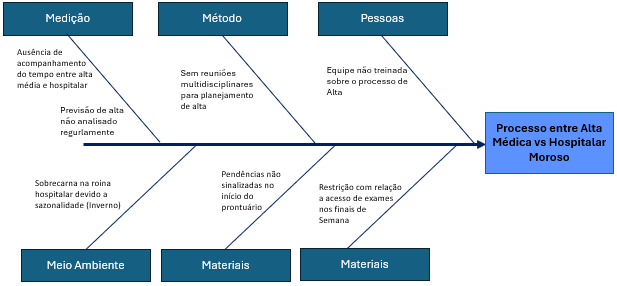 Medição
Método
Pessoas
Ausência de
acompanhamento
do tempo entre alta
média e hospitalar
Previsão de alta
não analisado
regurlamente
Sem reuniões
multidisciplinares
para planejamento
de alta
Equipe não treinada
sobre o processo de
Alta
Processo entre Alta
Médica vs Hospitalar
Moroso
Sobrecarna na roina
hospitalar devido a
sazonalidade (Inverno)
Pendências não
sinalizadas no
início do
prontuário
Restrição com relação
a acesso de exames
nos finais de
Semana
Meio Ambiente
Materiais
Materiais